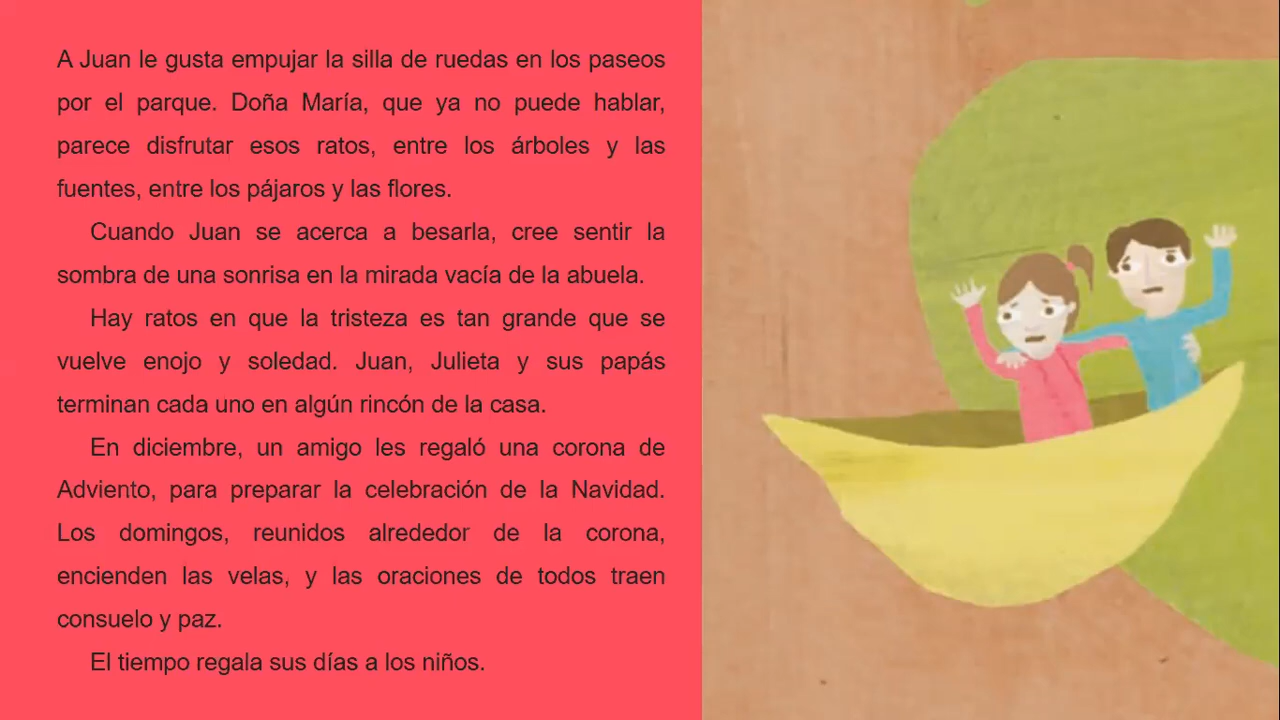 A Juan le gusta empujar la silla de ruedas en los paseos
por el parque. Doña María, que ya no puede hablar,
parece disfrutar esos ratos, entre los árboles y las
fuentes, entre los pájaros y las flores.
Cuando Juan se acerca a besarla, cree sentir la
sombra de una sonrisa en la mirada vacía de la abuela.
Hay ratos en que la tristeza es tan grande que se
vuelve enojo y soledad. Juan, Julieta y sus papás
terminan cada uno en algún rincón de la casa.
En diciembre, un amigo les regaló una corona de
Adviento, para preparar la celebración de la Navidad.
Los domingos, reunidos alrededor de la corona,
encienden las velas, y las oraciones de todos traen
consuelo y paz.
El tiempo regala sus días a los niños.